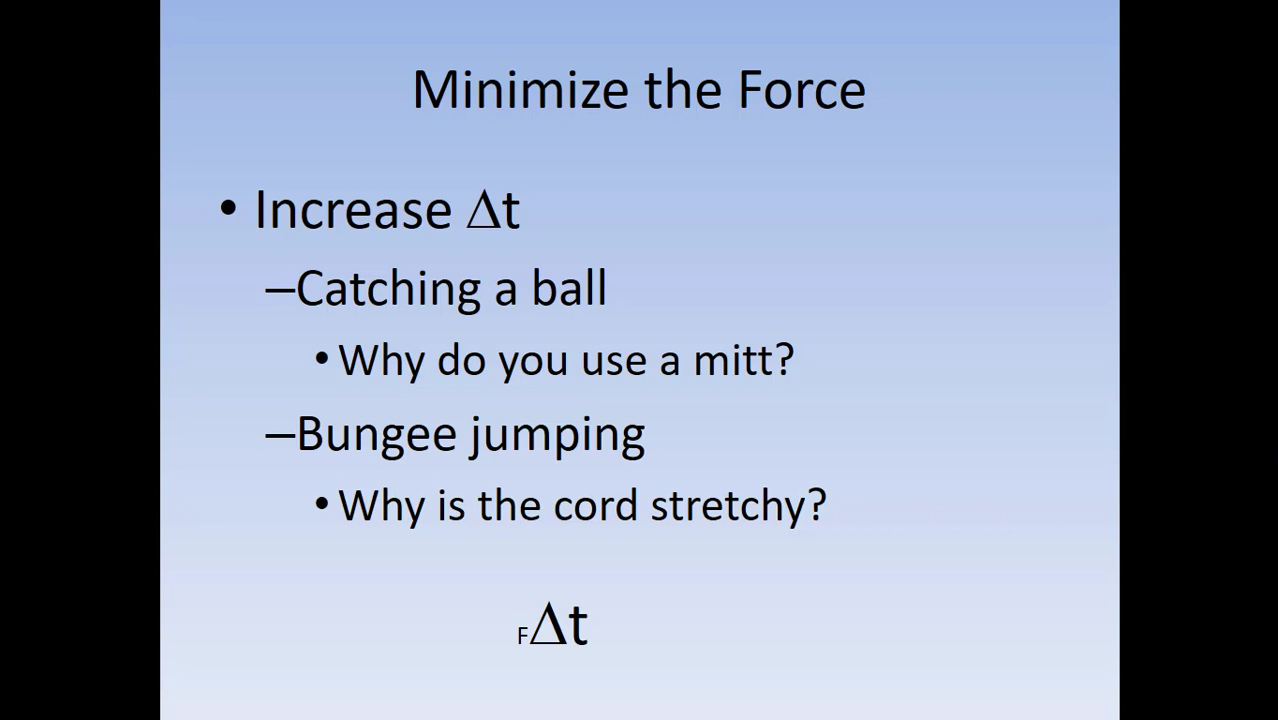 Minimize the Force
• Increase Δt
–Catching a ball
• Why do you use a mitt?
–Bungee jumping
• Why is the cord stretchy?
FΔt